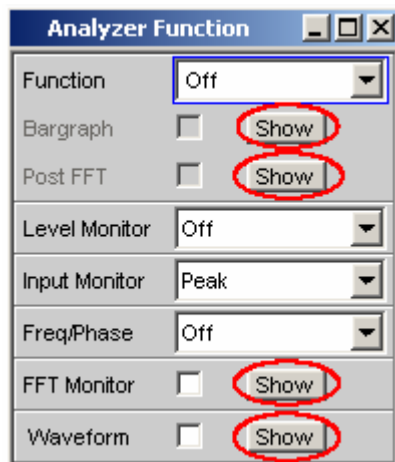 Analyzer Function
Function Off
Bargraph Show
Post FFT Show
Level Monitor Off
Input Monitor Peak
Freq/Phase Off
FFT Monitor Show
Waveform Show